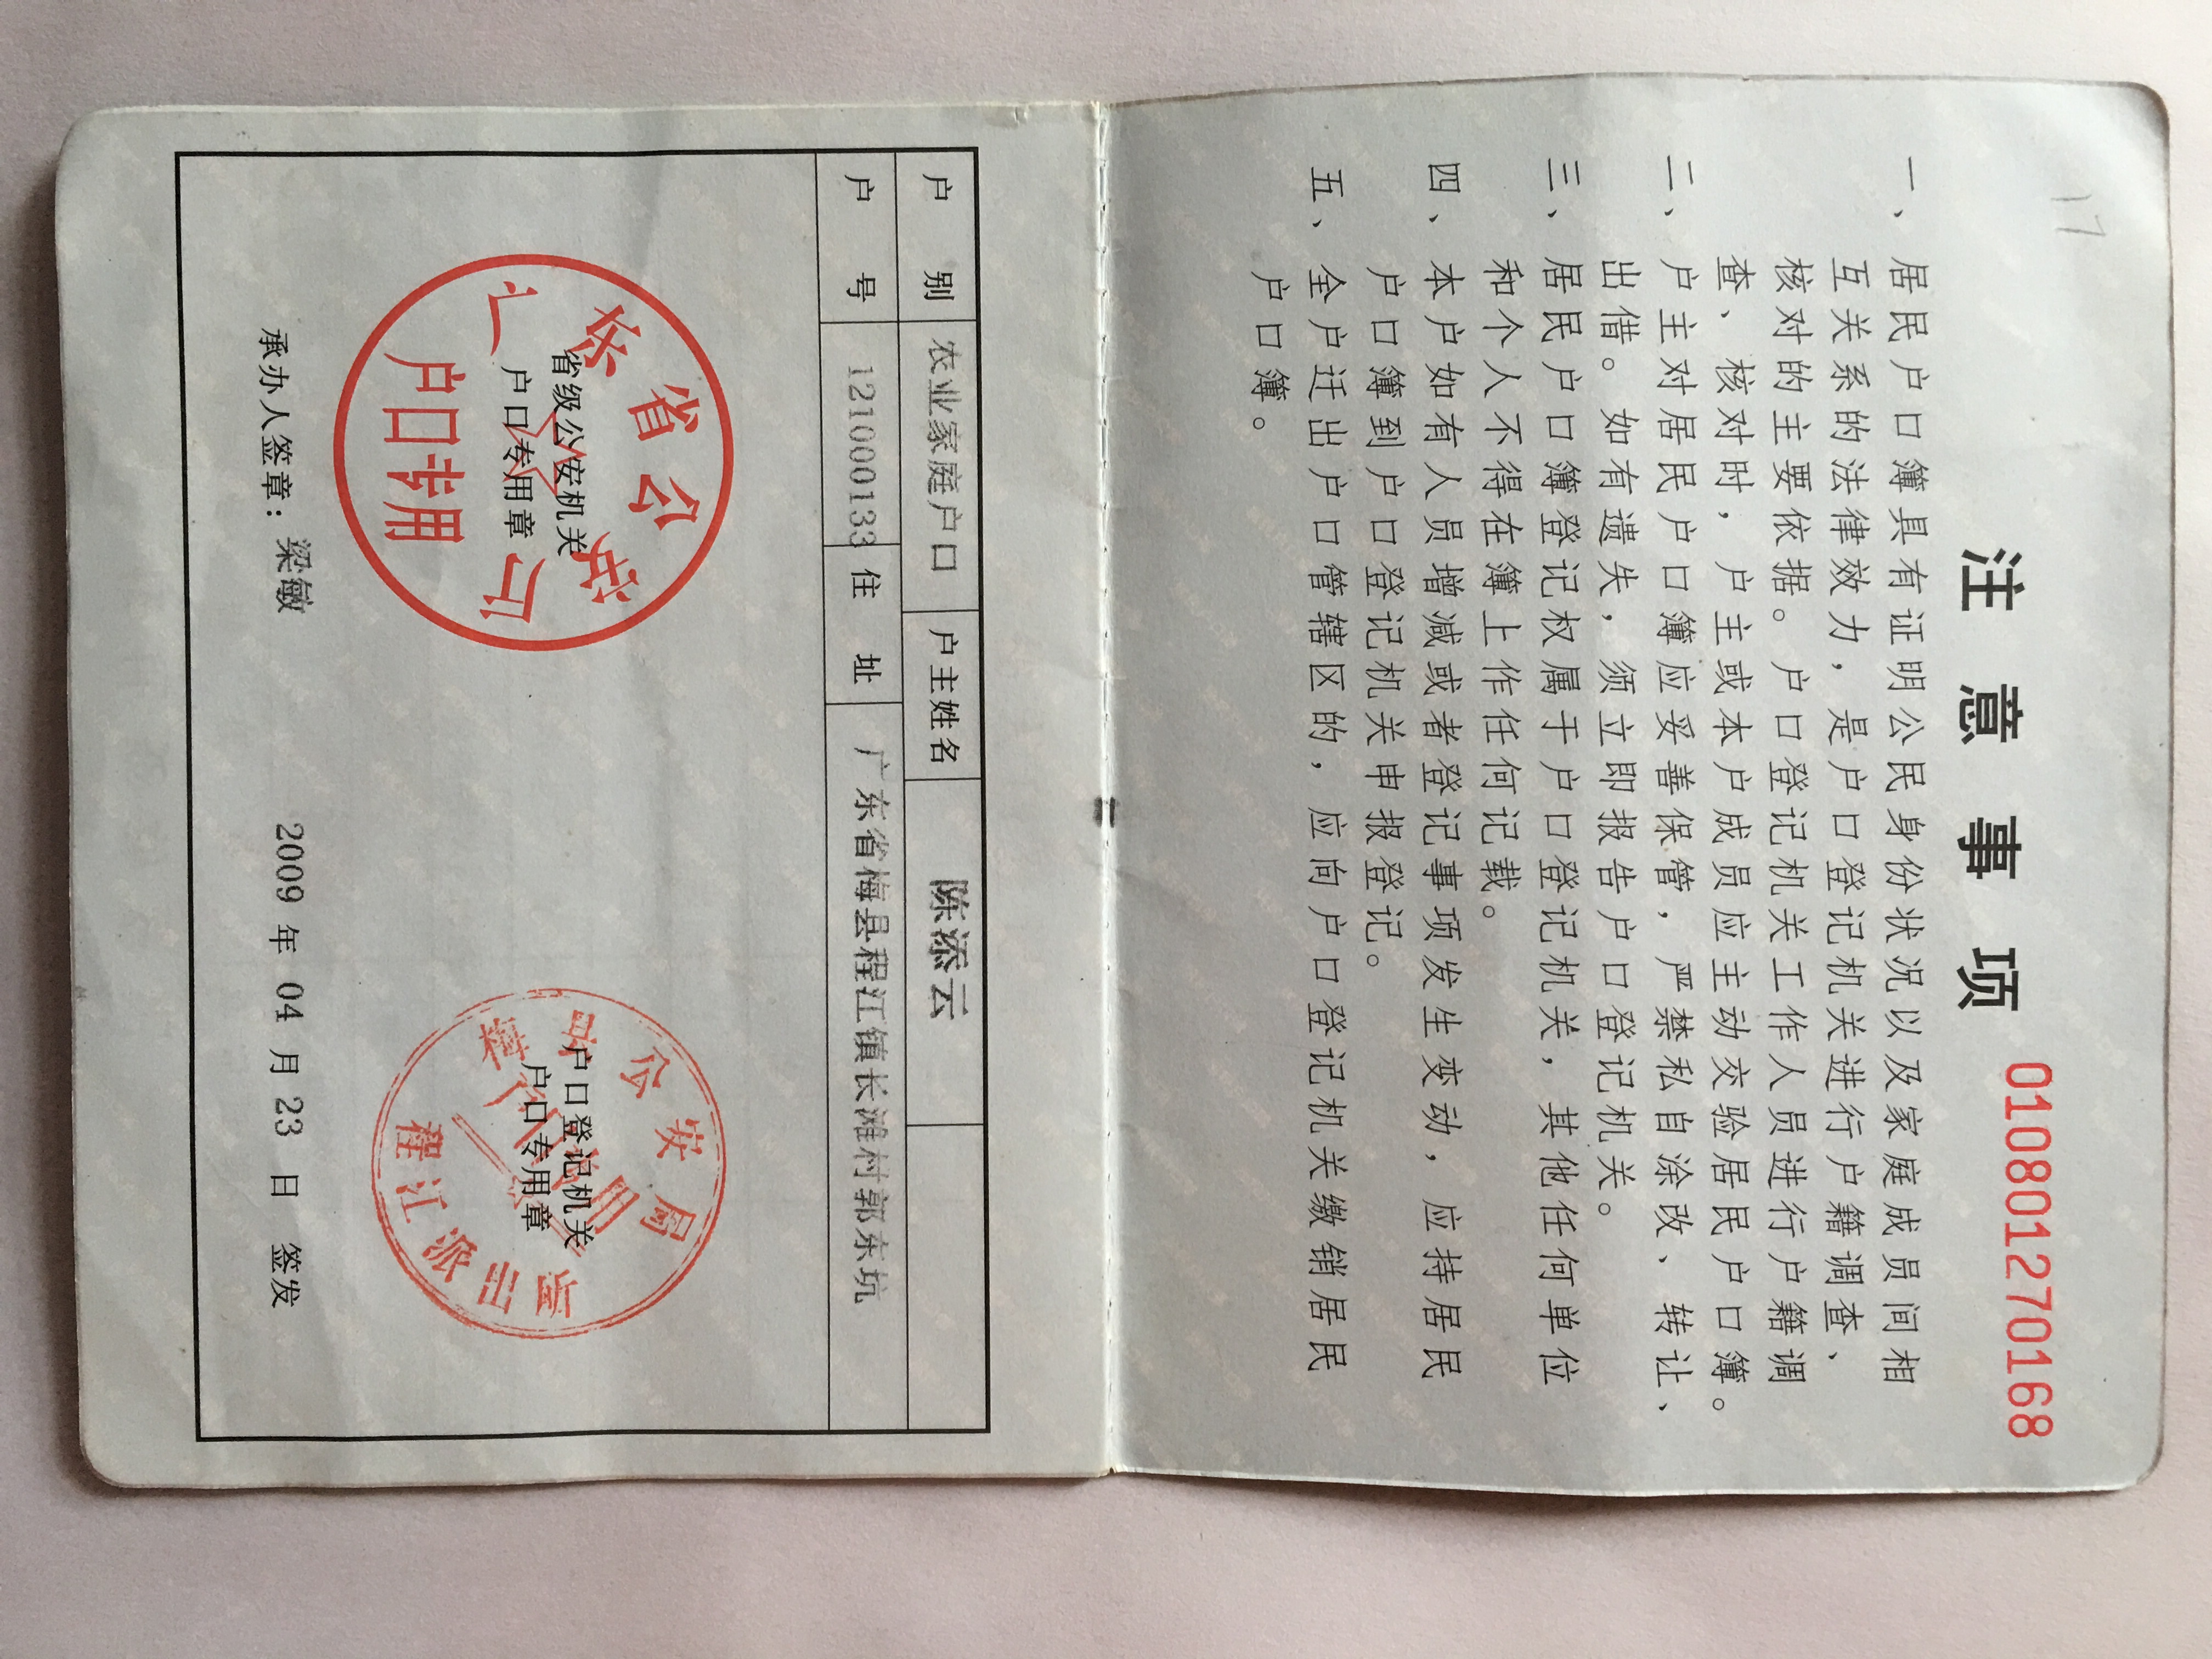 17
注意事项
010801270168
一、居民户口簿具有证明公民身份状况以及家庭成员间相
互关系的法律效力，是户口登记机关进行户籍调查、
核对的主要依据。户口登记机关工作人员进行户籍调
查、核对时，户主或本户成员应主动交验居民户口簿。
二、户主对居民户口簿应妥善保管，严禁私自涂改、转让、
出借。如有遗失，须立即报告户口登记机关。
三、居民户口簿登记权属于户口登记机关，其他任何单位
和个人不得在簿上作任何记载。
四、本户如有人员增减或者登记事项发生变动，应持居民
户口簿到户口登记机关申报登记。
五、全户迁出户口管辖区的，应向户口登记机关缴销居民
户口簿。
户别 农业家庭户口 户主姓名 陈添云
户号 121000133 住址 广东省梅县程江镇长滩村郭东坑
广东省公安厅
户口专用
省级公安机关
户口专用章
梅县公安局
程江派出所
户口登记机关
户口专用章
承办人签章：梁敏 2009 年 04 月 23 日 签发